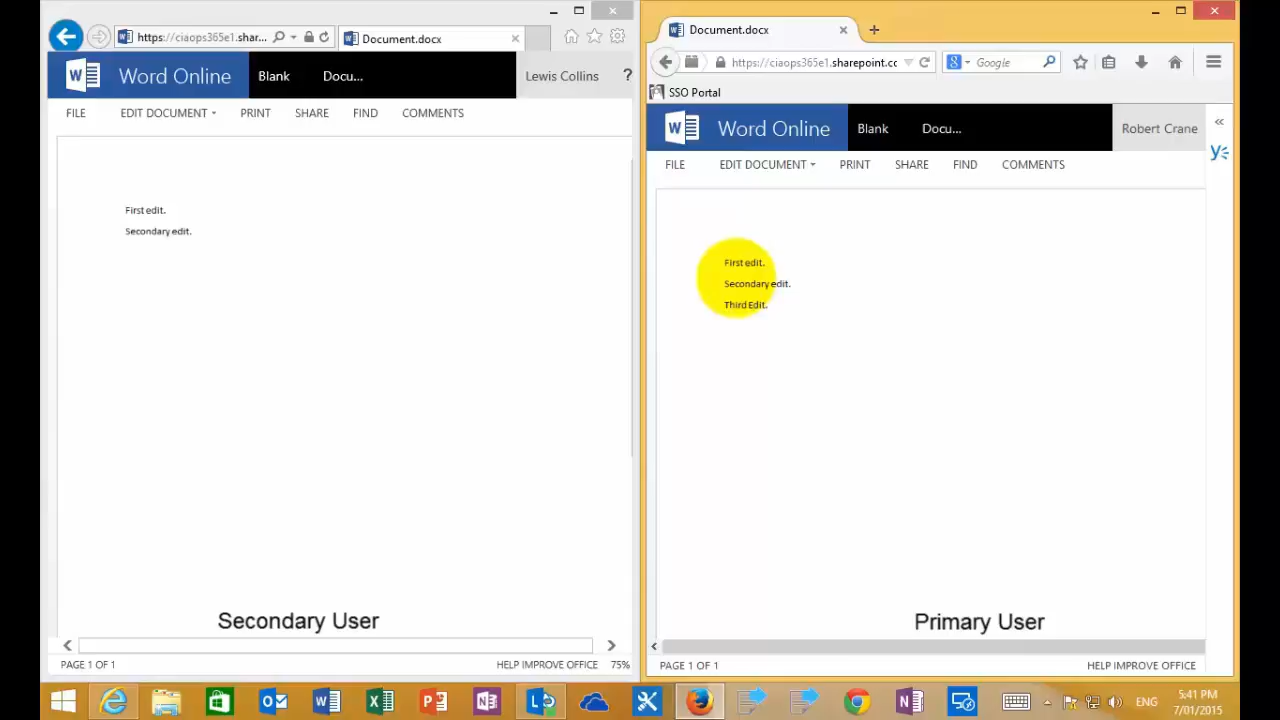 https://ciaops365e1.shar...
Document.docx
Word Online
Blank
Docu...
Lewis Collins
?
FILE
EDIT DOCUMENT
PRINT
SHARE
FIND
COMMENTS
First edit.
Secondary edit.
Secondary User
PAGE 1 OF 1
HELP IMPROVE OFFICE
75%
Document.docx
https://ciaops365e1.sharepoint.cc
Google
SSO Portal
Word Online
Blank
Docu...
Robert Crane
FILE
EDIT DOCUMENT
PRINT
SHARE
FIND
COMMENTS
First edit.
Secondary edit.
Third Edit.
Primary User
PAGE 1 OF 1
HELP IMPROVE OFFICE
ENG
5:41 PM
7/01/2015